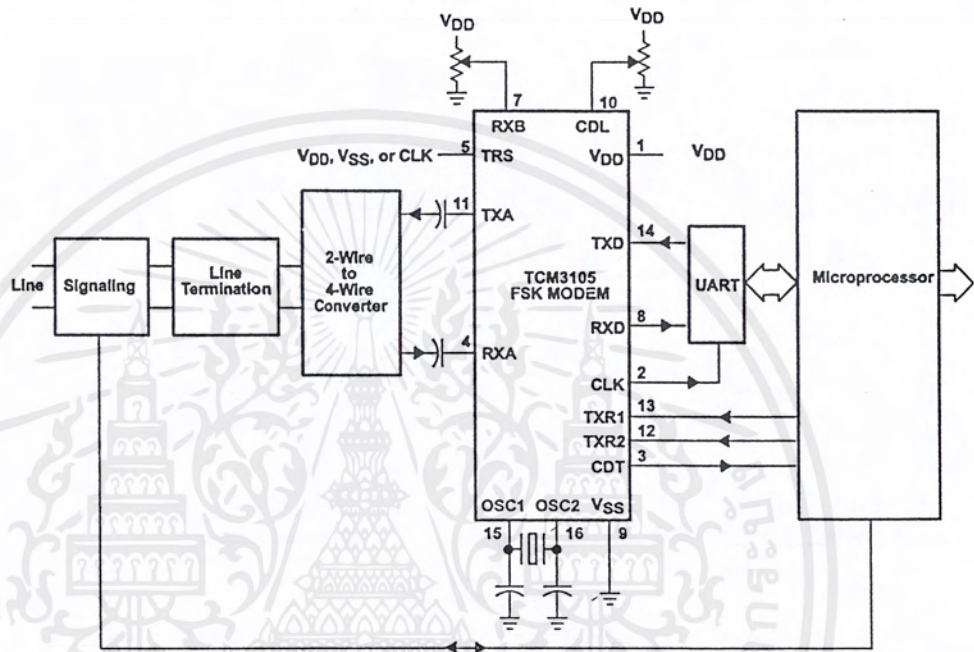 VDD
VDD
7
10
RXB
CDL
VDD, VSS, or CLK
5
TRS
VDD
1
VDD
11
TXA
14
TXD
2-Wire
to
4-Wire
Converter
TCM3105
FSK MODEM
UART
Microprocessor
Line
Signaling
Line
Termination
8
RXD
4
RXA
2
CLK
13
TXR1
12
TXR2
3
CDT
OSC1
OSC2
VSS
15
16
9